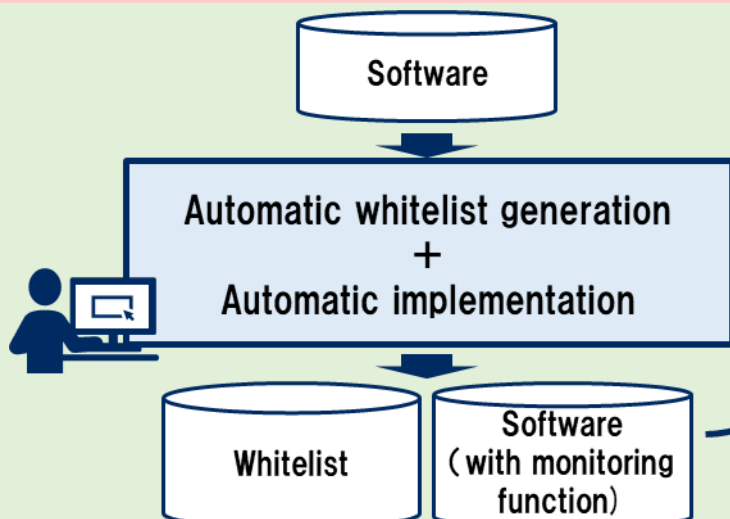 Software
Automatic whitelist generation
+
Automatic implementation
Whitelist
Software
(with monitoring
function)